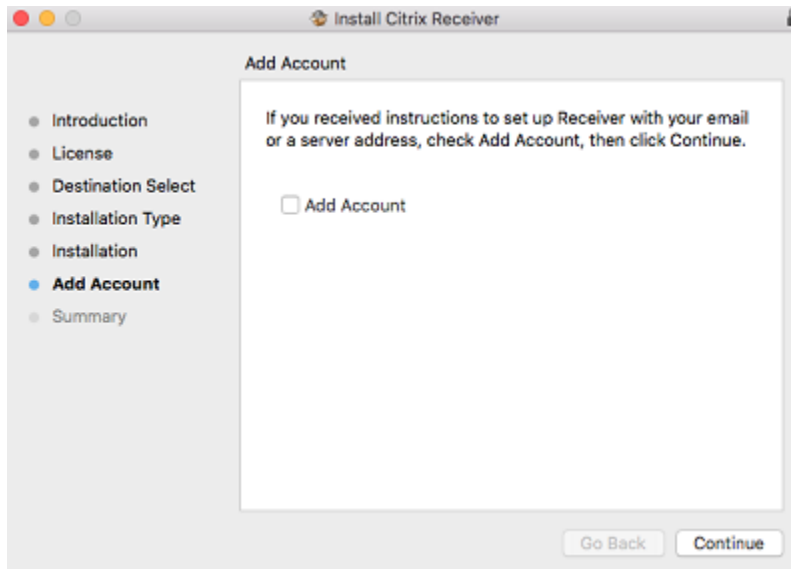 Install Citrix Receiver
Add Account
Introduction
License
Destination Select
Installation Type
Installation
Add Account
Summary
If you received instructions to set up Receiver with your email
or a server address, check Add Account, then click Continue.
Add Account
Go Back
Continue